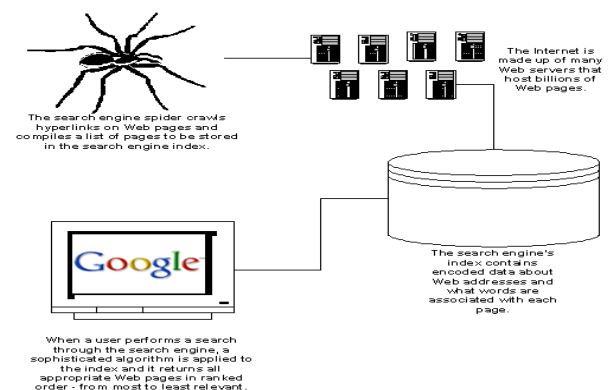 The search engine spider crawls
hyperlinks on Web pages and
compiles a list of pages to be stored
in the search engine index.
The Internet is
made up of many
Web servers that
host billions of
Web pages.
Google
The search engine's
index contains
encoded data about
Web addresses and
what words are
associated with each
page.
When a user performs a search
through the search engine, a
sophisticated algorithm is applied to
the index and it returns all
appropriate Web pages in ranked
order - from most to least relevant.